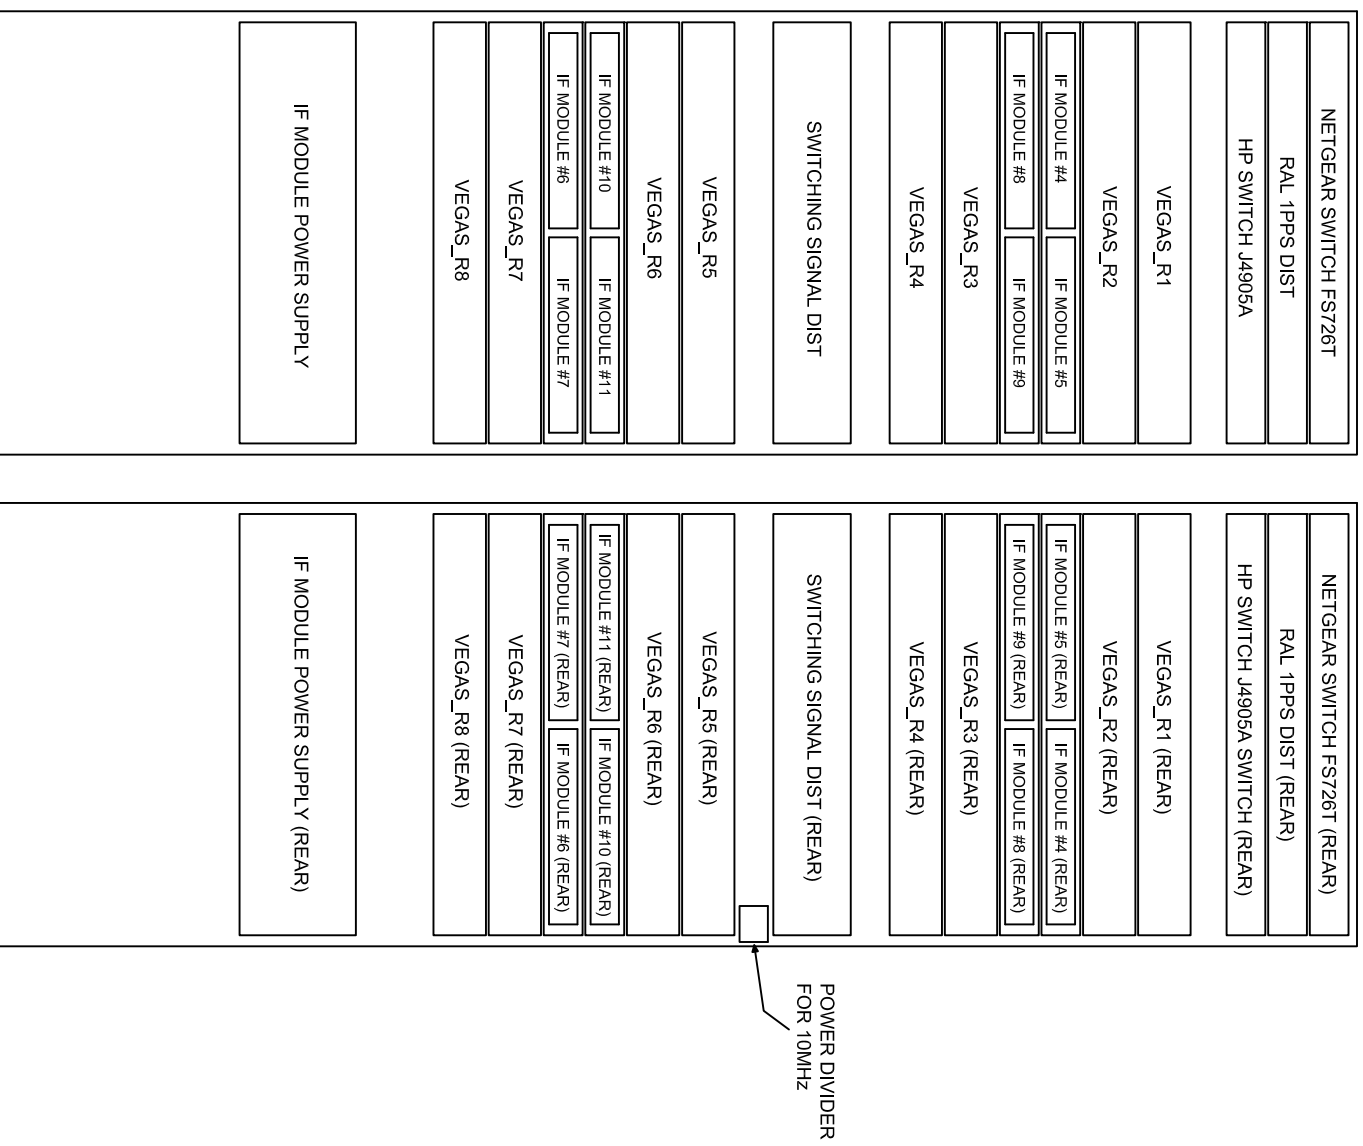 NETGEAR SWITCH FS726T
RAL 1PPS DIST
HP SWITCH J4905A
VEGAS_R1
VEGAS_R2
IF MODULE #4
IF MODULE #5
IF MODULE #8
IF MODULE #9
VEGAS_R3
VEGAS_R4
SWITCHING SIGNAL DIST
VEGAS_R5
VEGAS_R6
IF MODULE #10
IF MODULE #11
IF MODULE #6
IF MODULE #7
VEGAS_R7
VEGAS_R8
IF MODULE POWER SUPPLY
NETGEAR SWITCH FS726T (REAR)
RAL 1PPS DIST (REAR)
HP SWITCH J4905A SWITCH (REAR)
VEGAS_R1 (REAR)
VEGAS_R2 (REAR)
IF MODULE #5 (REAR)
IF MODULE #4 (REAR)
IF MODULE #9 (REAR)
IF MODULE #8 (REAR)
VEGAS_R3 (REAR)
VEGAS_R4 (REAR)
SWITCHING SIGNAL DIST (REAR)
VEGAS_R5 (REAR)
VEGAS_R6 (REAR)
IF MODULE #11 (REAR)
IF MODULE #10 (REAR)
IF MODULE #7 (REAR)
IF MODULE #6 (REAR)
VEGAS_R7 (REAR)
VEGAS_R8 (REAR)
IF MODULE POWER SUPPLY (REAR)
POWER DIVIDER
FOR 10MHz